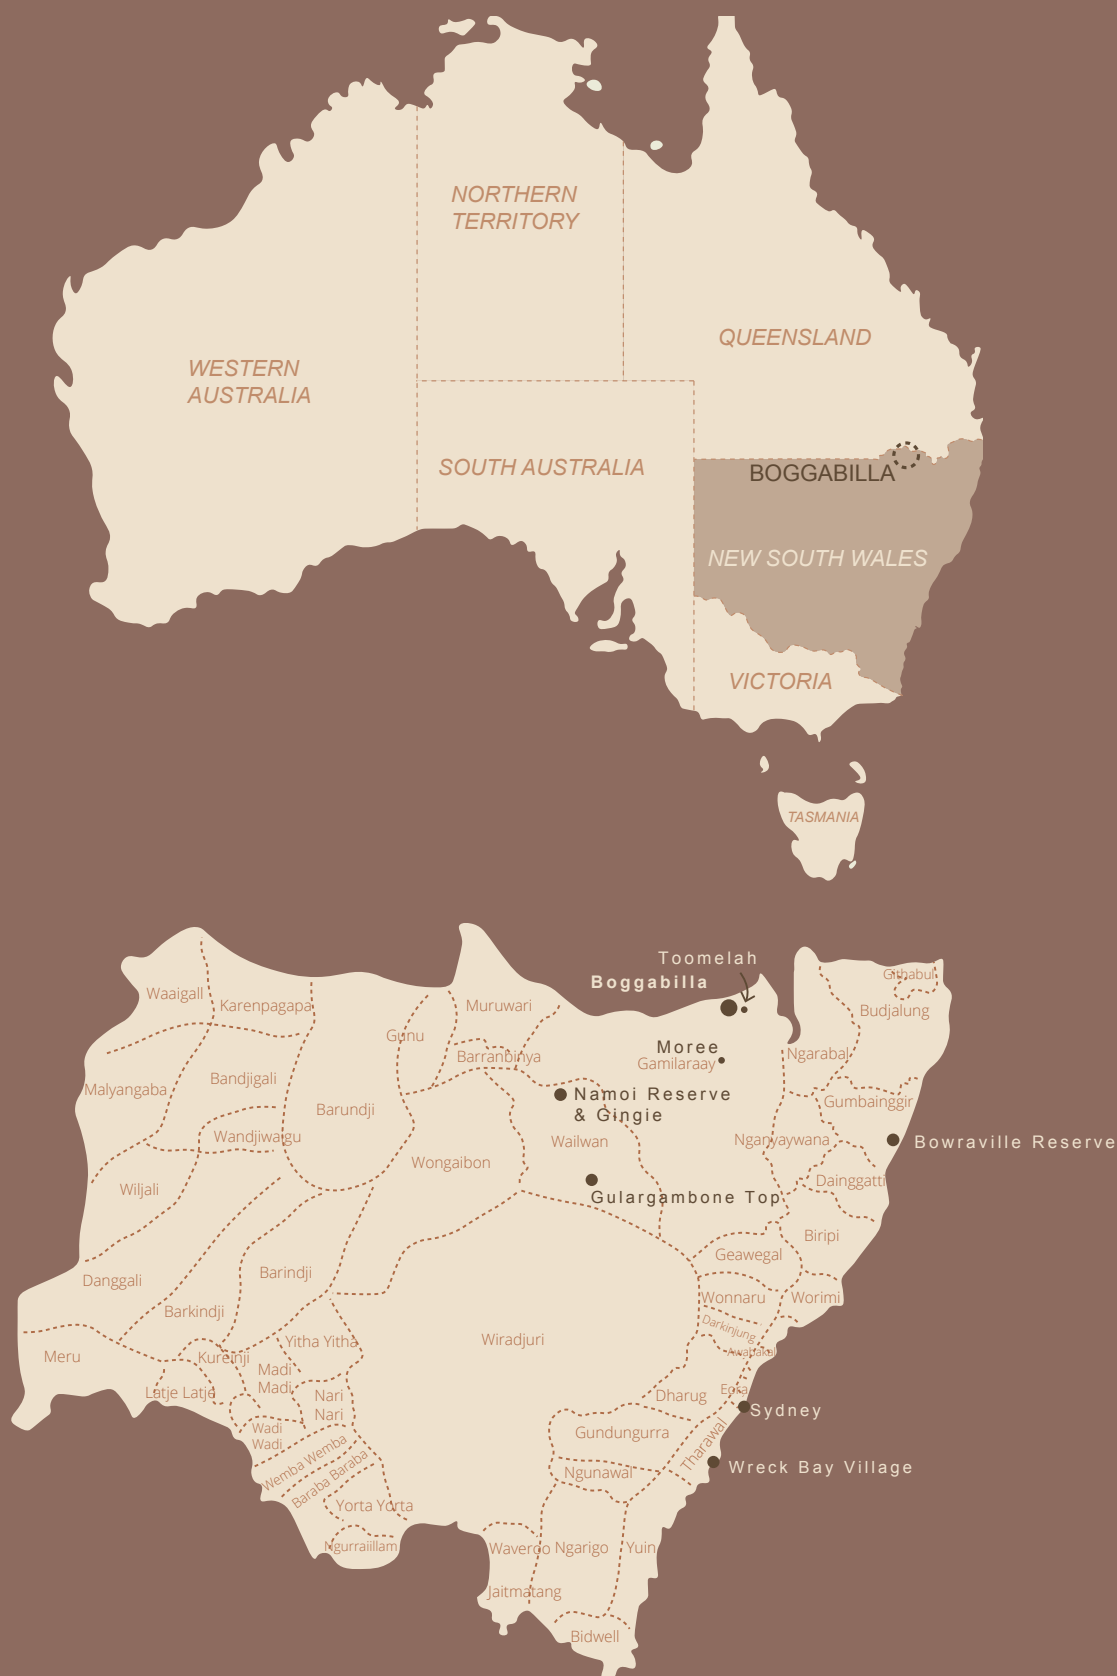 NORTHERN
TERRITORY
QUEENSLAND
WESTERN
AUSTRALIA
SOUTH AUSTRALIA
BOGGABILLA
NEW SOUTH WALES
VICTORIA
TASMANIA
Toomelah
Boggabilla
Githabul
Waaigall
Karenpagapa
Muruwari
Budjalung
Gunu
Moree
Barranbinya
Gamilaraay
Ngarabal
Malyangaba
Bandjigali
Namoi Reserve
& Gingie
Barundji
Gumbainggir
Wandjiwalgu
Wailwan
Nganyaywana
Bowraville Reserve
Wongaibon
Wiljali
Dainggatti
Gulargambone Top
Biripi
Geawegal
Danggali
Barindji
Wonnaru
Worimi
Barkindji
Darkinjung
Yitha Yitha
Wiradjuri
Awabakal
Meru
Kureinji
Madi
Madi
Latje Latje
Nari
Nari
Dharug
Eora
Sydney
Wadi
Wadi
Gundungurra
Tharawal
Wemba Wemba
Wreck Bay Village
Baraba Baraba
Ngunawal
Yorta Yorta
Ngurraiillam
Waveroo
Ngarigo
Yuin
Jaitmatang
Bidwell